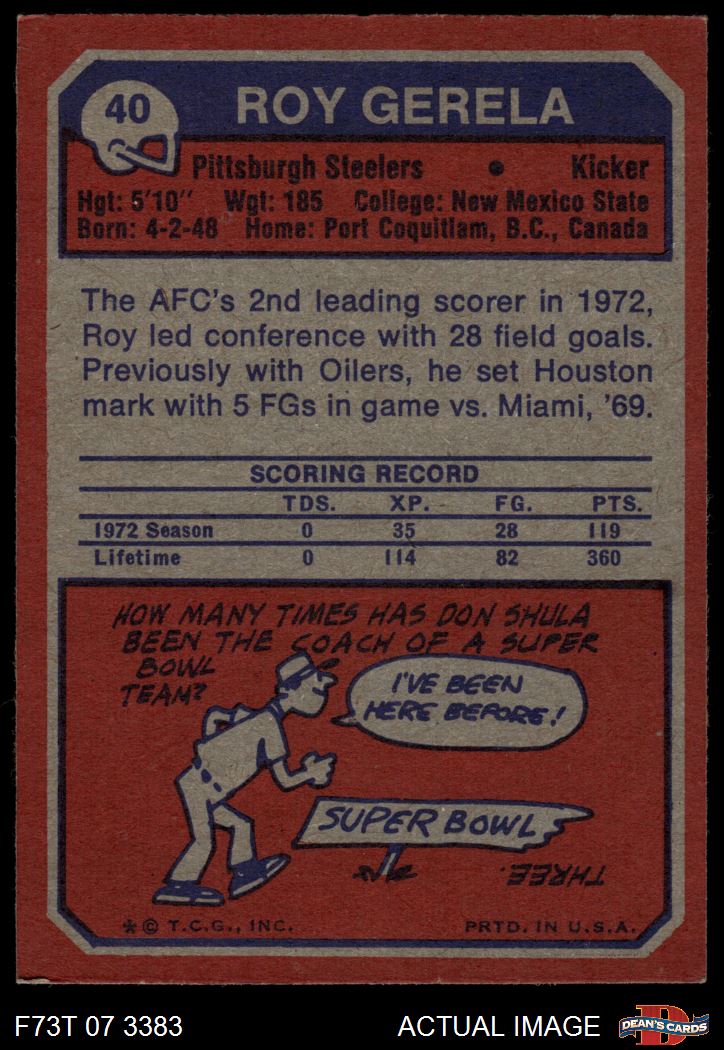 40
ROY GERELA
Pittsburgh Steelers • Kicker
Hgt: 5'10" Wgt: 185 College: New Mexico State
Born: 4-2-48 Home: Port Coquitlam, B.C., Canada
The AFC's 2nd leading scorer in 1972,
Roy led conference with 28 field goals.
Previously with Oilers, he set Houston
mark with 5 FGs in game vs. Miami, '69.
SCORING RECORD
TDS. XP. FG. PTS.
1972 Season 0 35 28 119
Lifetime 0 114 82 360
HOW MANY TIMES HAS DON SHULA
BEEN THE COACH OF A SUPER
BOWL
TEAM?
I'VE BEEN
HERE BEFORE!
SUPER BOWL
THREE.
*© T.C.G., INC. PRTD. IN U.S.A.
F73T 07 3383 ACTUAL IMAGE
D
DEAN'S CARDS